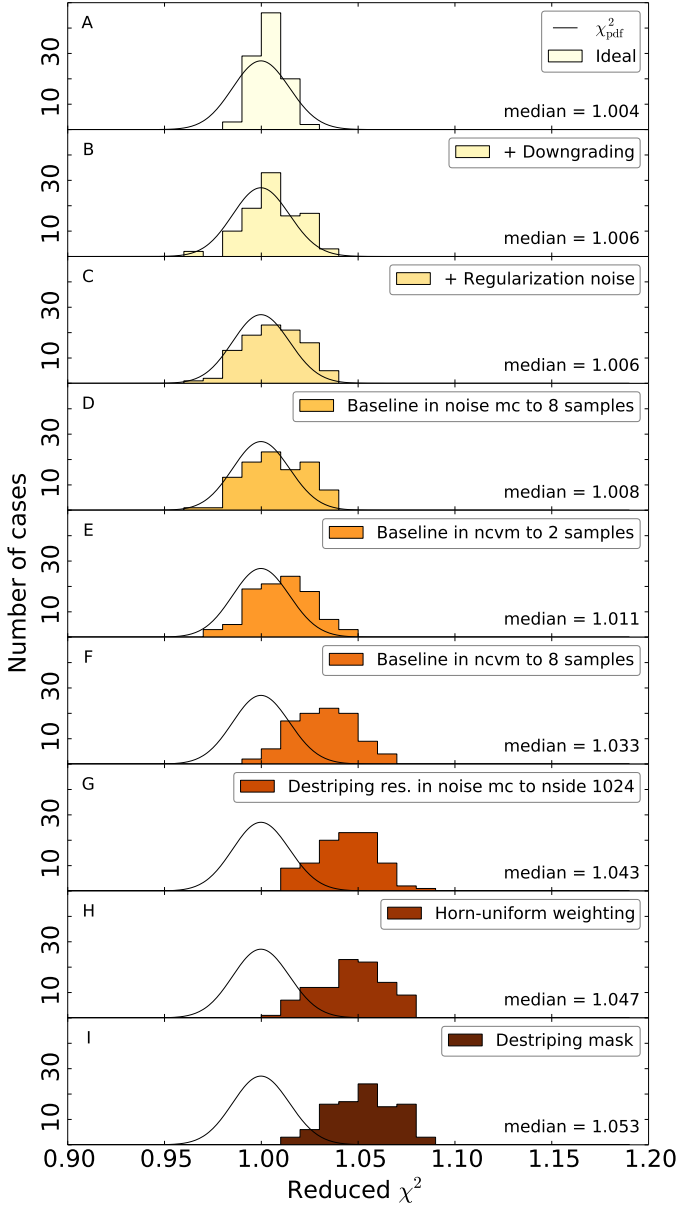 A
χ²pdf
Ideal
median = 1.004
30
10
B
+ Downgrading
median = 1.006
30
10
C
+ Regularization noise
median = 1.006
30
10
D
Baseline in noise mc to 8 samples
median = 1.008
30
10
E
Baseline in ncvm to 2 samples
median = 1.011
30
10
F
Baseline in ncvm to 8 samples
median = 1.033
30
10
G
Destriping res. in noise mc to nside 1024
median = 1.043
30
10
H
Horn-uniform weighting
median = 1.047
30
10
I
Destriping mask
median = 1.053
30
10
Number of cases
0.90 0.95 1.00 1.05 1.10 1.15 1.20
Reduced χ²